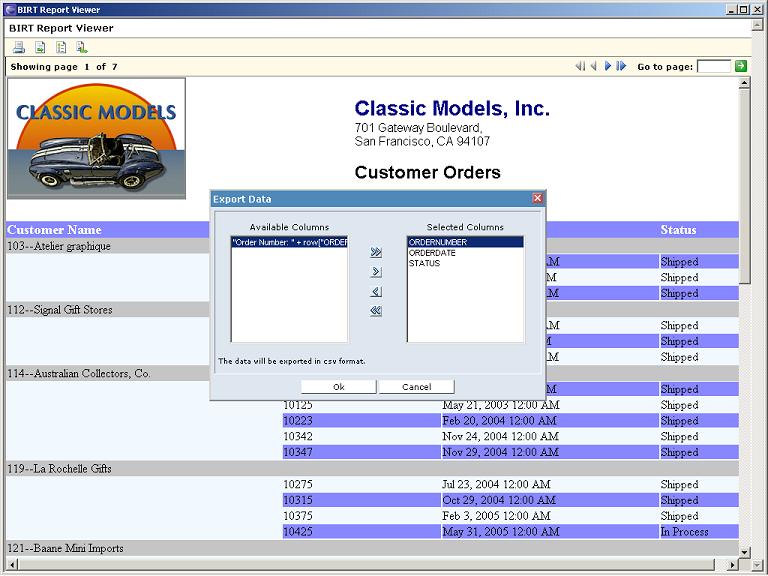 BIRT Report Viewer
BIRT Report Viewer
Showing page 1 of 7
Go to page:
CLASSIC MODELS
Classic Models, Inc.
701 Gateway Boulevard,
San Francisco, CA 94107
Customer Orders
Export Data
Available Columns
Selected Columns
"Order Number: " + row["ORDER
ORDERNUMBER
ORDERDATE
STATUS
The data will be exported in csv format.
Ok
Cancel
Customer Name
Status
103--Atelier graphique
AM Shipped
M Shipped
M Shipped
112--Signal Gift Stores
M Shipped
Shipped
M Shipped
114--Australian Collectors, Co.
M Shipped
10125 May 21, 2003 12:00 AM Shipped
10223 Feb 20, 2004 12:00 AM Shipped
10342 Nov 24, 2004 12:00 AM Shipped
10347 Nov 29, 2004 12:00 AM Shipped
119--La Rochelle Gifts
10275 Jul 23, 2004 12:00 AM Shipped
10315 Oct 29, 2004 12:00 AM Shipped
10375 Feb 3, 2005 12:00 AM Shipped
10425 May 31, 2005 12:00 AM In Process
121--Baane Mini Imports